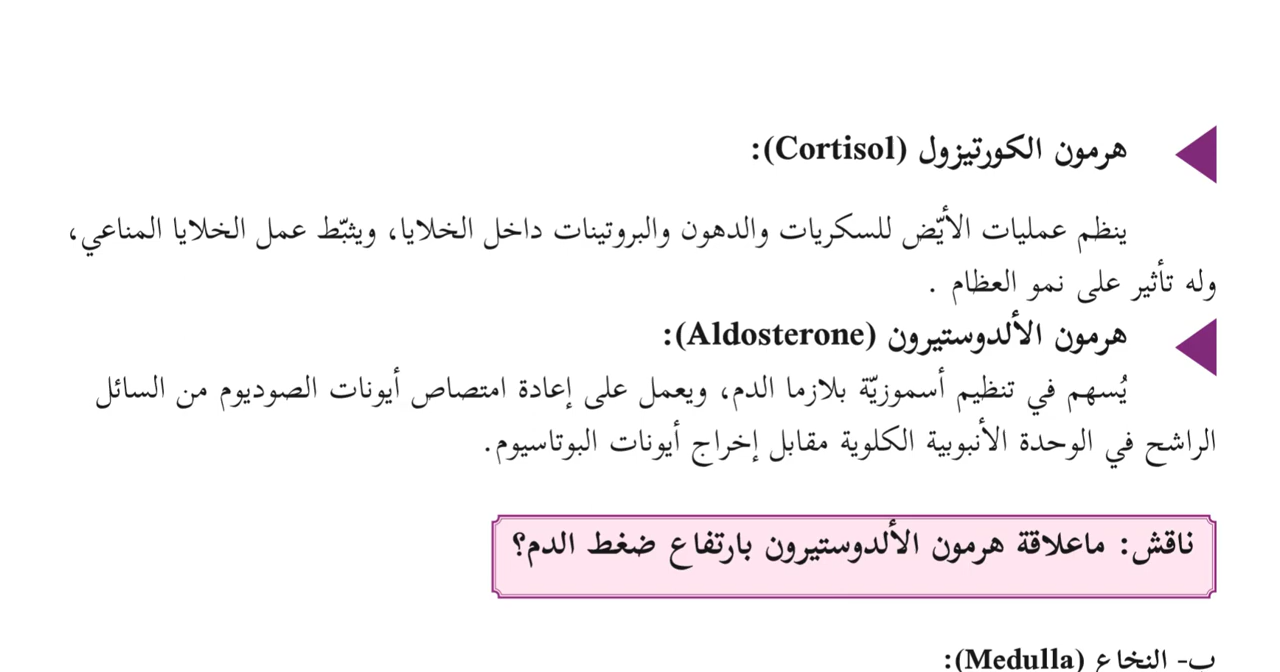 هرمون الكورتيزول (Cortisol):
ينظم عمليات الأيّض للسكريات والدهون والبروتينات داخل الخلايا، ويثبّط عمل الخلايا المناعي،
وله تأثير على نمو العظام .
هرمون الألدوستيرون (Aldosterone):
يُسهم في تنظيم أسموزيّة بلازما الدم، ويعمل على إعادة امتصاص أيونات الصوديوم من السائل
الراشح في الوحدة الأنبوبية الكلوية مقابل إخراج أيونات البوتاسيوم.
ناقش: ماعلاقة هرمون الألدوستيرون بارتفاع ضغط الدم؟
ب- النخاع (Medulla):